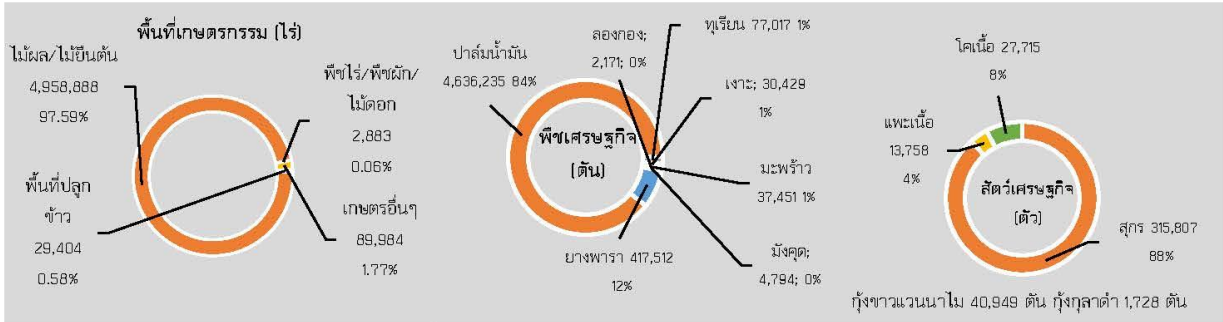 พื้นที่เกษตรกรรม (ไร่)
ไม้ผล/ไม้ยืนต้น
4,958,888
97.59%
พืชไร่/พืชผัก/
ไม้ดอก
2,883
0.06%
พื้นที่ปลูก
ข้าว
29,404
0.58%
เกษตรอื่นๆ
89,984
1.77%
ปาล์มน้ำมัน
4,636,235 84%
ลองกอง;
2,171; 0%
ทุเรียน 77,017 1%
เงาะ; 30,429
1%
พืชเศรษฐกิจ
(ตัน)
มะพร้าว
37,451 1%
ยางพารา 417,512
12%
มังคุด;
4,794; 0%
โคเนื้อ 27,715
8%
แพะเนื้อ
13,758
4%
สัตว์เศรษฐกิจ
(ตัว)
สุกร 315,807
88%
กุ้งขาวแวนนาไม 40,949 ตัน กุ้งกุลาดำ 1,728 ตัน